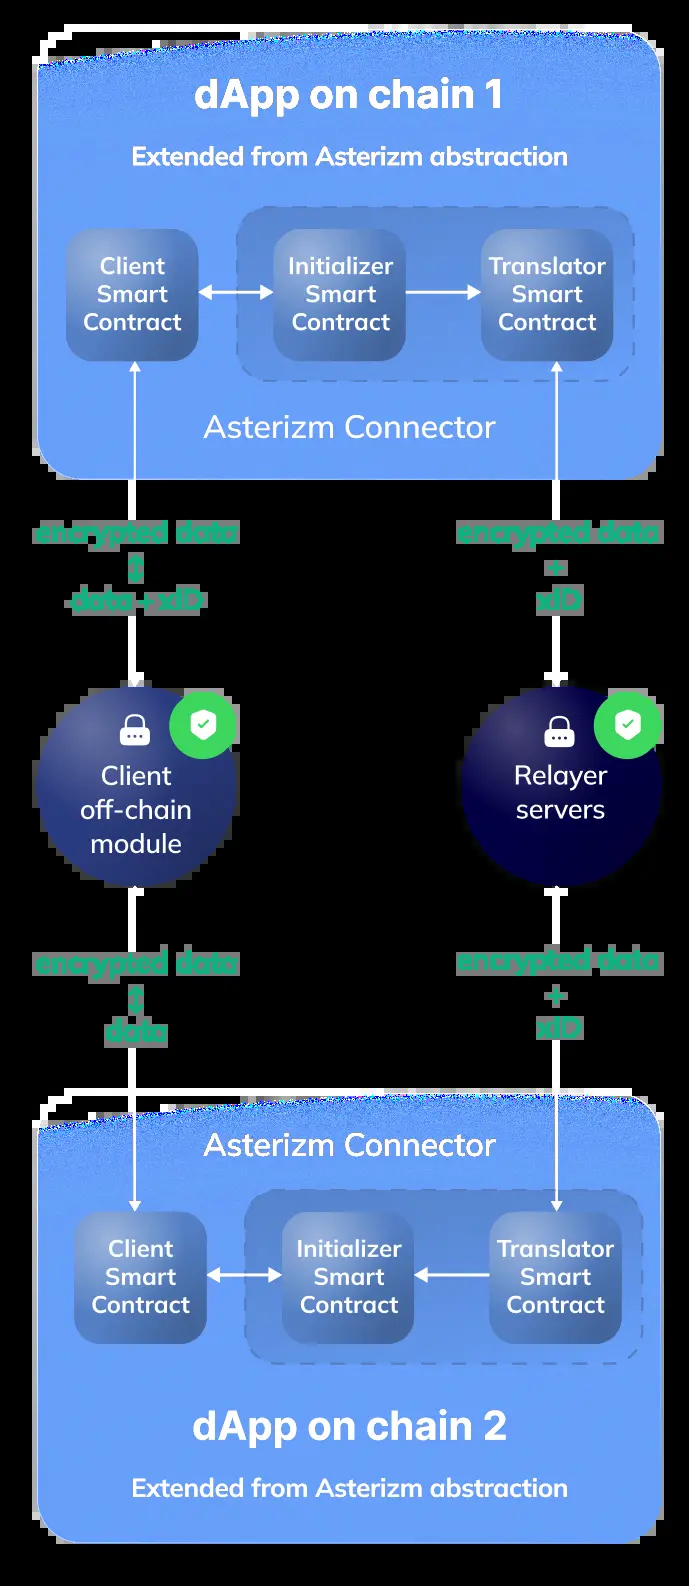 dApp on chain 1
Extended from Asterizm abstraction
Client
Smart
Contract
Initializer
Smart
Contract
Translator
Smart
Contract
Asterizm Connector
encrypted data
↕
data + xID
encrypted data
+
xID
Client
off-chain
module
Relayer
servers
encrypted data
↕
data
encrypted data
+
xID
Asterizm Connector
Client
Smart
Contract
Initializer
Smart
Contract
Translator
Smart
Contract
dApp on chain 2
Extended from Asterizm abstraction